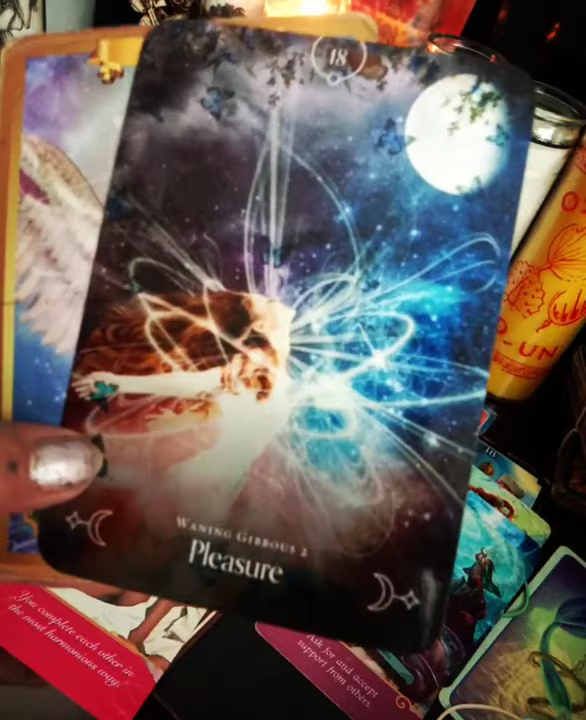 18
WANING GIBBOUS 2
Pleasure
You complete each other in
the most harmonious way.
Ask for and accept
support from others.